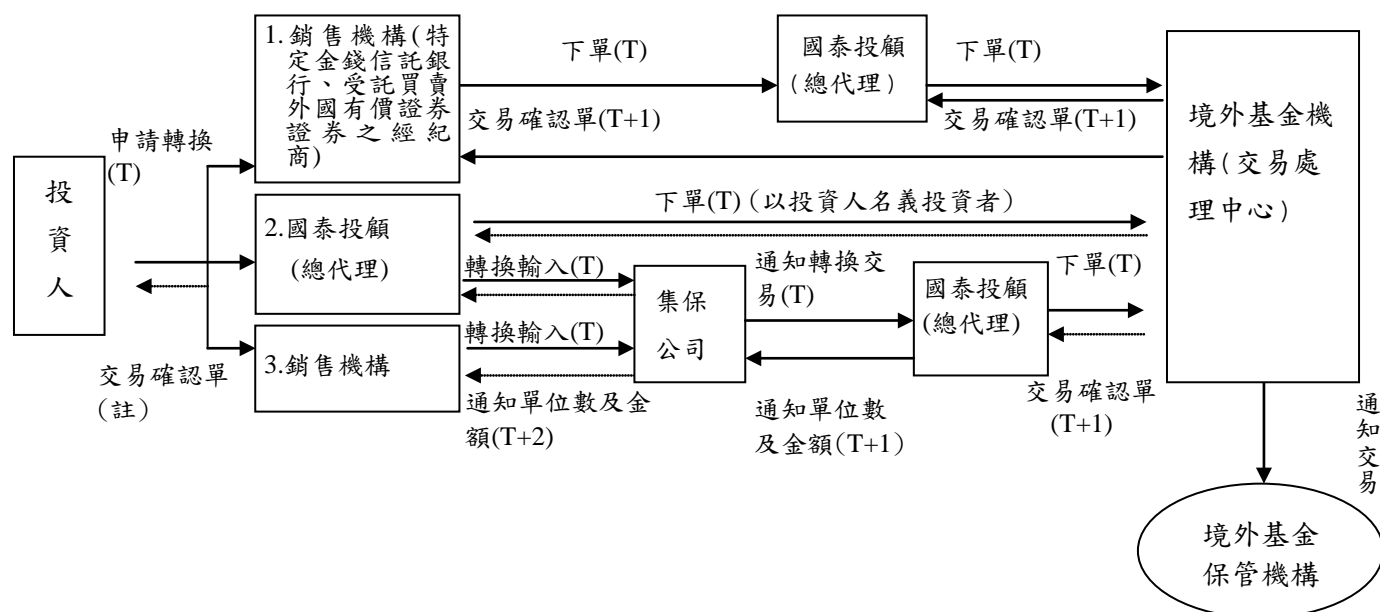 1.銷售機構(特
定金錢信託銀
行、受託買賣
外國有價證券
證券之經紀
商)
下單(T)
國泰投顧
(總代理)
下單(T)
交易確認單(T+1)
交易確認單(T+1)
境外基金機
構(交易處
理中心)
申請轉換
(T)
投
資
人
交易確認單
(註)
2.國泰投顧
(總代理)
下單(T)(以投資人名義投資者)
轉換輸入(T)
集保
公司
通知轉換交
易(T)
國泰投顧
(總代理)
下單(T)
3.銷售機構
轉換輸入(T)
通知單位數及金
額(T+2)
通知單位數
及金額(T+1)
交易確認單
(T+1)
通
知
交
易
境外基金
保管機構